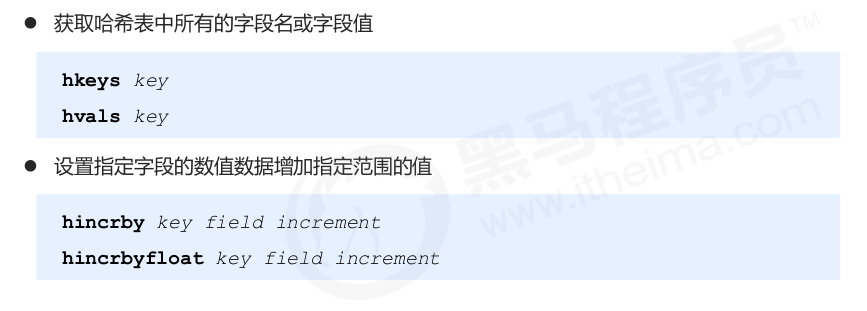 ● 获取哈希表中所有的字段名或字段值
hkeys key
hvals key
● 设置指定字段的数值数据增加指定范围的值
hincrby key field increment
hincrbyfloat key field increment
黑马程序员™
www.itheima.com